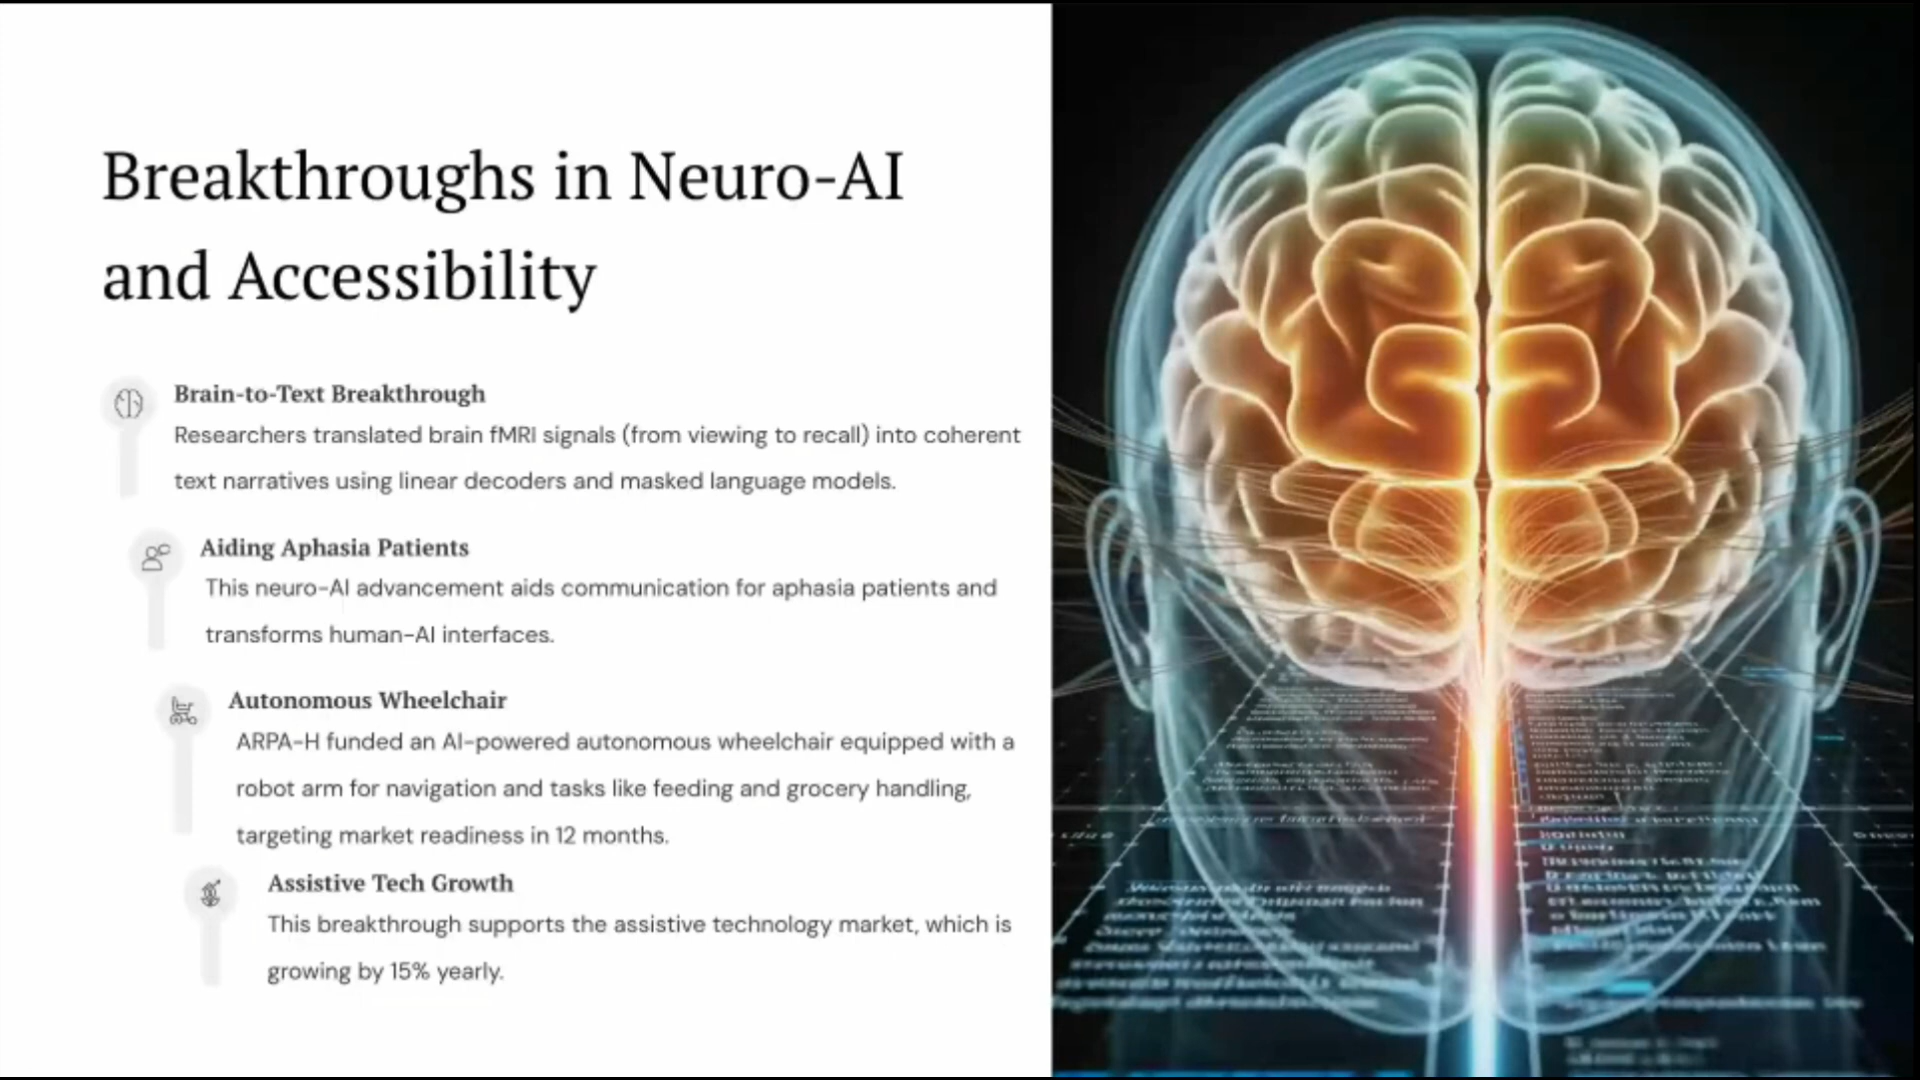 Breakthroughs in Neuro-AI
and Accessibility
Brain-to-Text Breakthrough
Researchers translated brain fMRI signals (from viewing to recall) into coherent
text narratives using linear decoders and masked language models.
Aiding Aphasia Patients
This neuro-AI advancement aids communication for aphasia patients and
transforms human-AI interfaces.
Autonomous Wheelchair
ARPA-H funded an AI-powered autonomous wheelchair equipped with a
robot arm for navigation and tasks like feeding and grocery handling,
targeting market readiness in 12 months.
Assistive Tech Growth
This breakthrough supports the assistive technology market, which is
growing by 15% yearly.